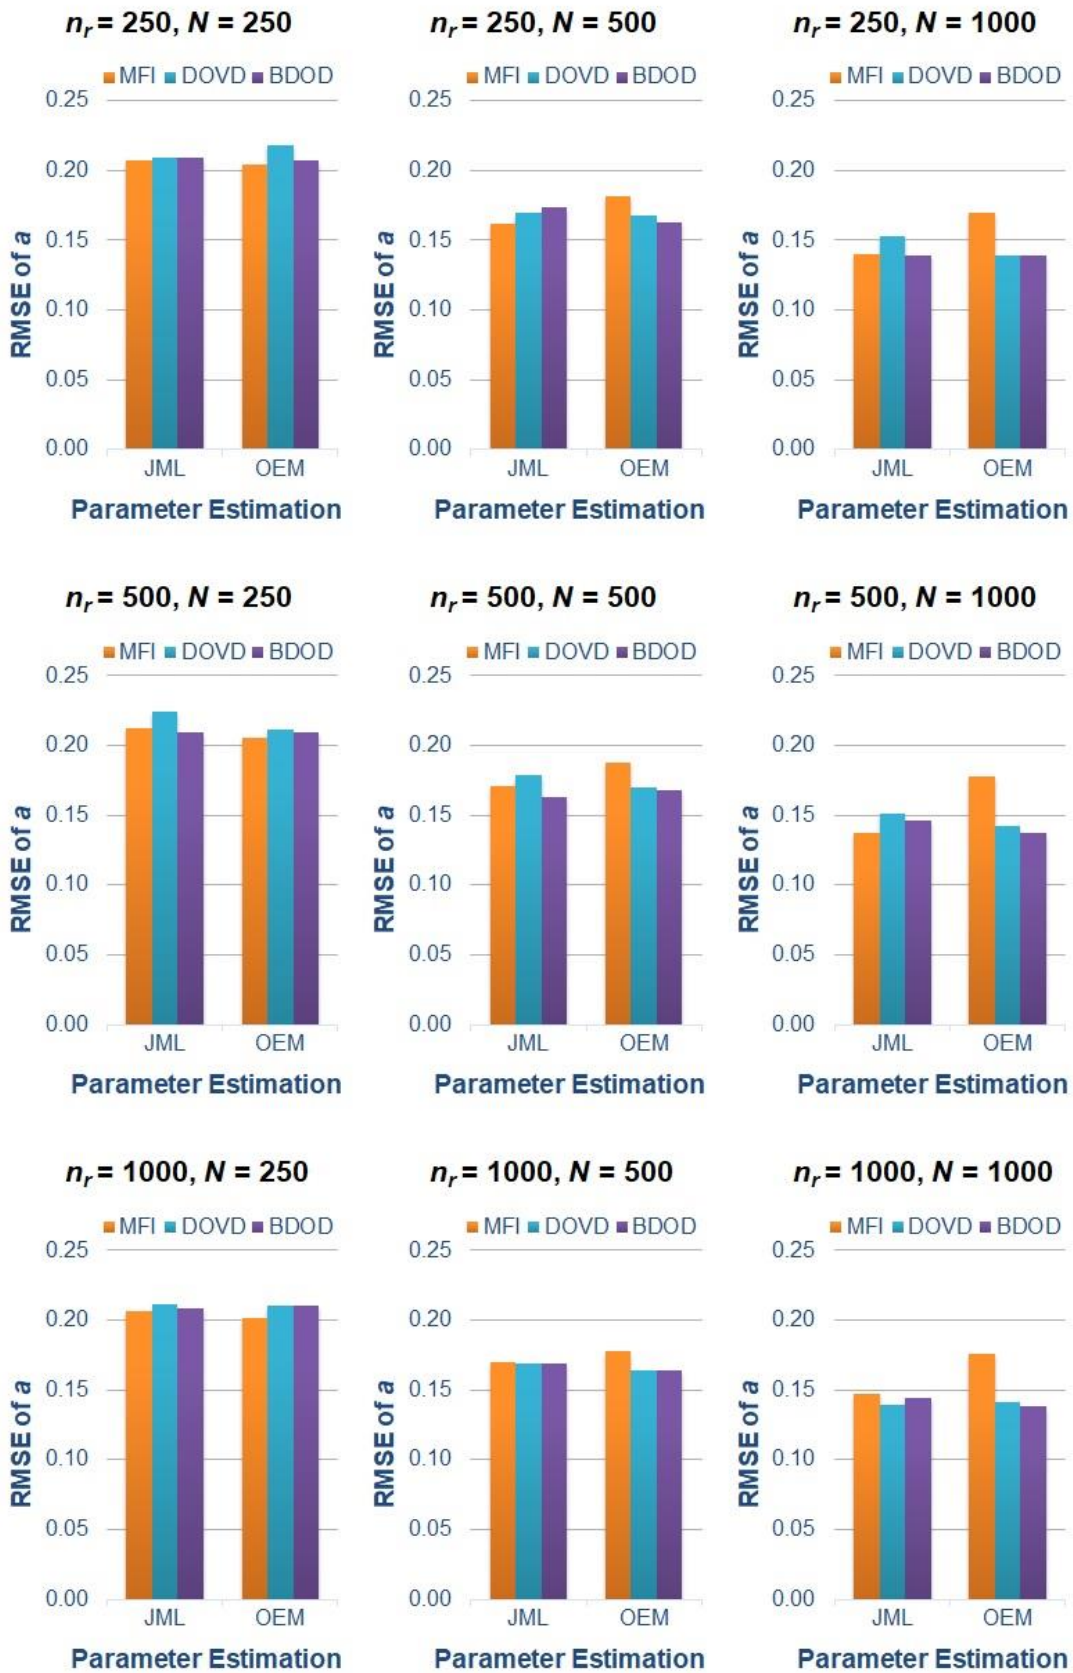 n_r = 250, N = 250
MFI DOVD BDOD
0.25
0.20
0.15
0.10
0.05
0.00
RMSE of a
JML OEM
Parameter Estimation
n_r = 250, N = 500
MFI DOVD BDOD
0.25
0.20
0.15
0.10
0.05
0.00
RMSE of a
JML OEM
Parameter Estimation
n_r = 250, N = 1000
MFI DOVD BDOD
0.25
0.20
0.15
0.10
0.05
0.00
RMSE of a
JML OEM
Parameter Estimation
n_r = 500, N = 250
MFI DOVD BDOD
0.25
0.20
0.15
0.10
0.05
0.00
RMSE of a
JML OEM
Parameter Estimation
n_r = 500, N = 500
MFI DOVD BDOD
0.25
0.20
0.15
0.10
0.05
0.00
RMSE of a
JML OEM
Parameter Estimation
n_r = 500, N = 1000
MFI DOVD BDOD
0.25
0.20
0.15
0.10
0.05
0.00
RMSE of a
JML OEM
Parameter Estimation
n_r = 1000, N = 250
MFI DOVD BDOD
0.25
0.20
0.15
0.10
0.05
0.00
RMSE of a
JML OEM
Parameter Estimation
n_r = 1000, N = 500
MFI DOVD BDOD
0.25
0.20
0.15
0.10
0.05
0.00
RMSE of a
JML OEM
Parameter Estimation
n_r = 1000, N = 1000
MFI DOVD BDOD
0.25
0.20
0.15
0.10
0.05
0.00
RMSE of a
JML OEM
Parameter Estimation